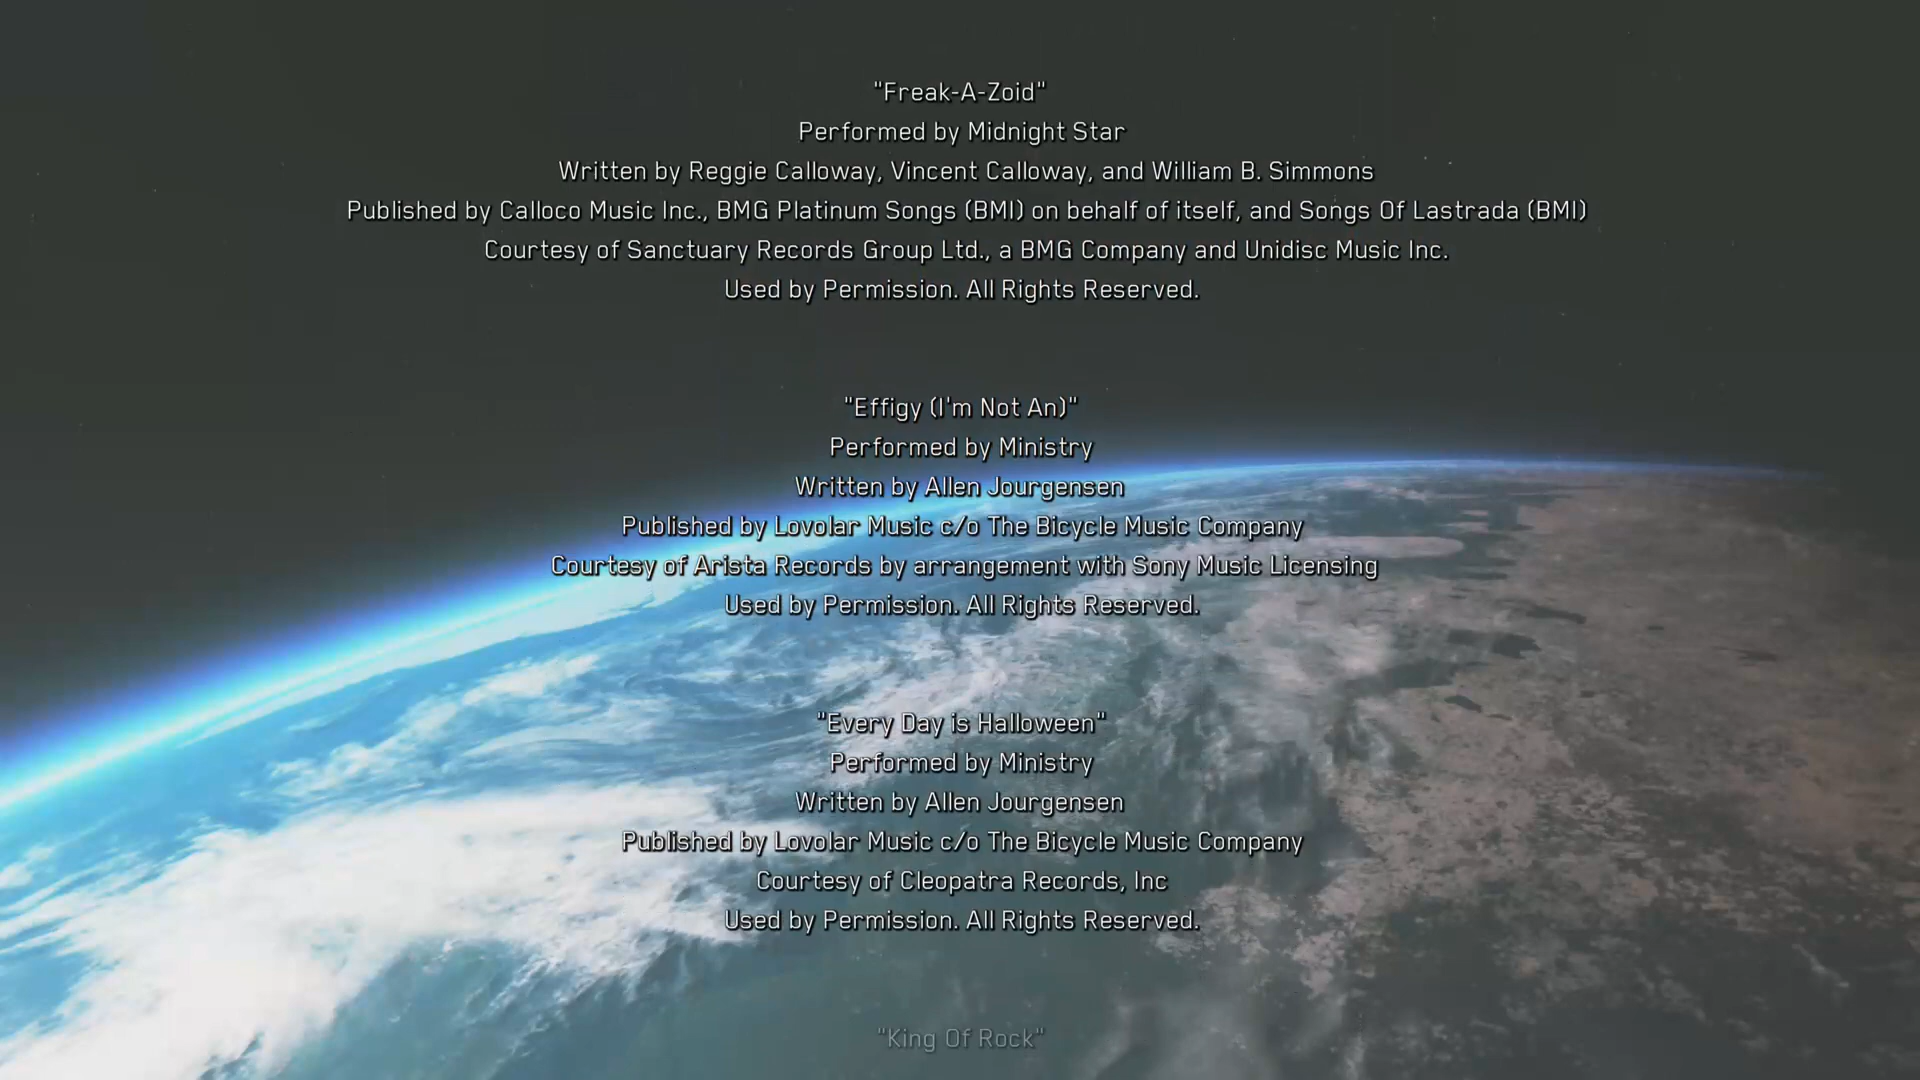 "Freak-A-Zoid"
Performed by Midnight Star
Written by Reggie Calloway, Vincent Calloway, and William B. Simmons
Published by Calloco Music Inc., BMG Platinum Songs (BMI) on behalf of itself, and Songs Of Lastrada (BMI)
Courtesy of Sanctuary Records Group Ltd., a BMG Company and Unidisc Music Inc.
Used by Permission. All Rights Reserved.
"Effigy (I'm Not An)"
Performed by Ministry
Written by Allen Jourgensen
Published by Lovolar Music c/o The Bicycle Music Company
Courtesy of Arista Records by arrangement with Sony Music Licensing
Used by Permission. All Rights Reserved.
"Every Day is Halloween"
Performed by Ministry
Written by Allen Jourgensen
Published by Lovolar Music c/o The Bicycle Music Company
Courtesy of Cleopatra Records, Inc
Used by Permission. All Rights Reserved.
"King Of Rock"